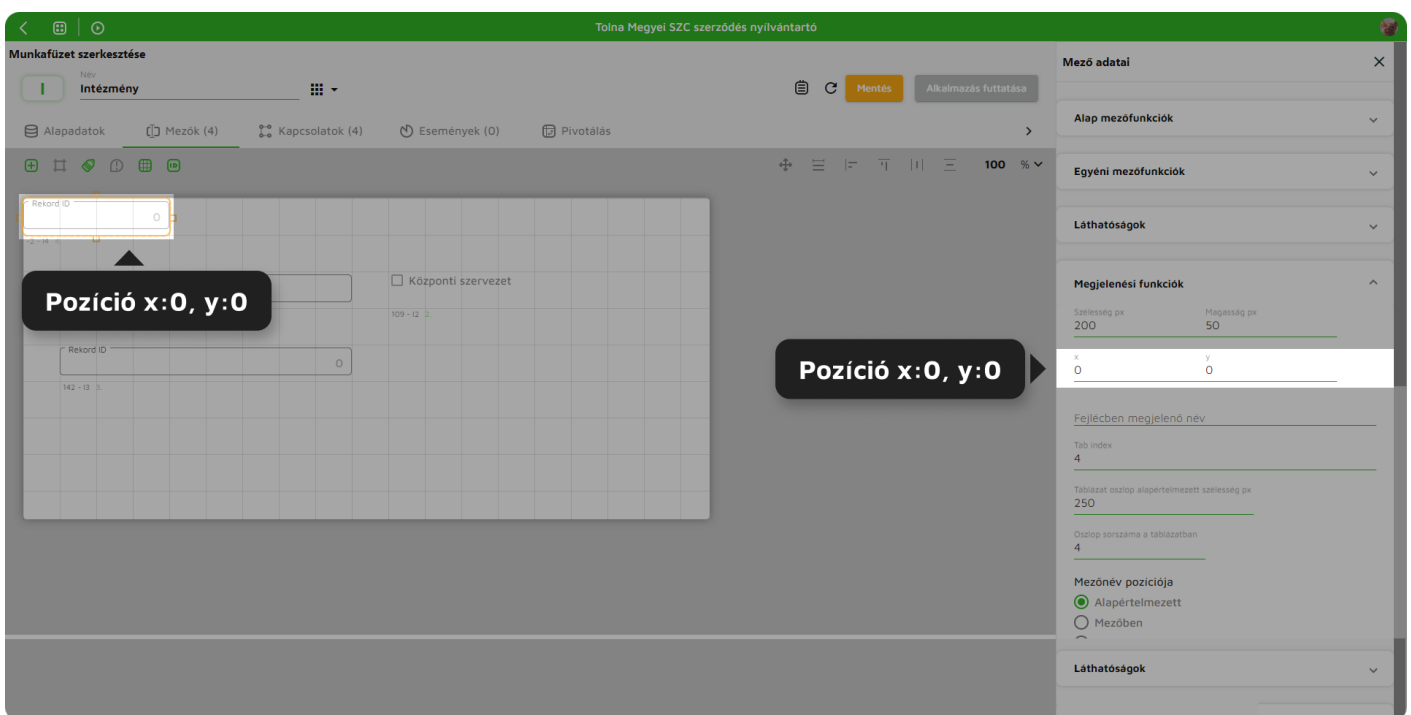 Tolna Megyei SZC szerződés nyilvántartó
Munkafüzet szerkesztése
Név
I
Intézmény
Mentés
Alkalmazás futtatása
Alapadatok
Mezők (4)
Kapcsolatok (4)
Események (0)
Pivotálás
ID
100 %
Rekord ID
0
-2 - I4
Pozíció x:0, y:0
Központi szervezet
109 - I2 3.
Rekord ID
0
142 - I3
Pozíció x:0, y:0
Mező adatai
Alap mezőfunkciók
Egyéni mezőfunkciók
Láthatóságok
Megjelenési funkciók
Szélesség px Magasság px
200 50
x y
0 0
Fejlécben megjelenő név
Tab index
4
Táblázat oszlop alapértelmezett szélesség px
250
Oszlop sorszáma a táblázatban
4
Mezőnév pozíciója
Alapértelmezett
Mezőben
Láthatóságok